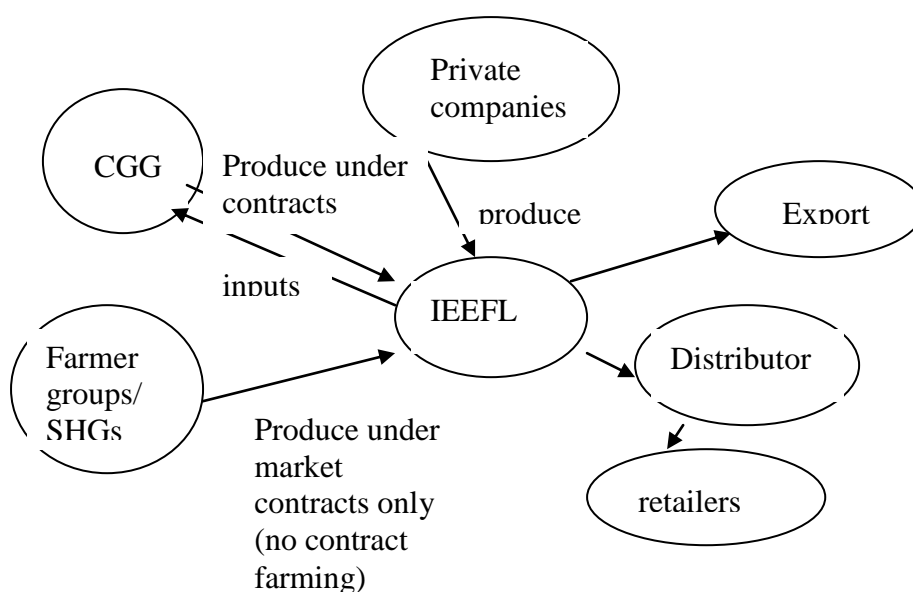 Private
companies
CGG
Produce under
contracts
produce
Export
inputs
IEEFL
Farmer
groups/
SHGs
Distributor
Produce under
market
contracts only
(no contract
farming)
retailers